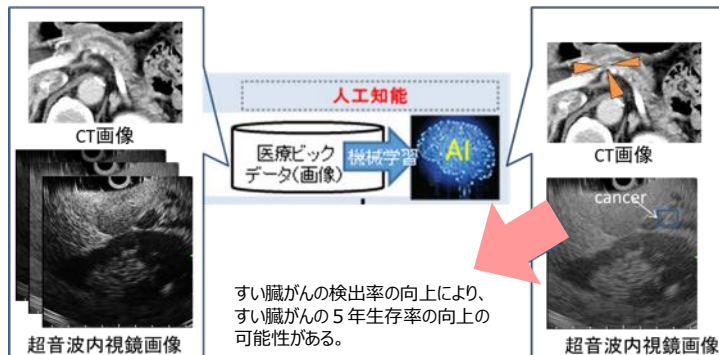 CT画像
超音波内視鏡画像
人工知能
医療ビック
データ(画像)
機械学習
AI
すい臓がんの検出率の向上により、
すい臓がんの５年生存率の向上の
可能性がある。
CT画像
cancer
超音波内視鏡画像